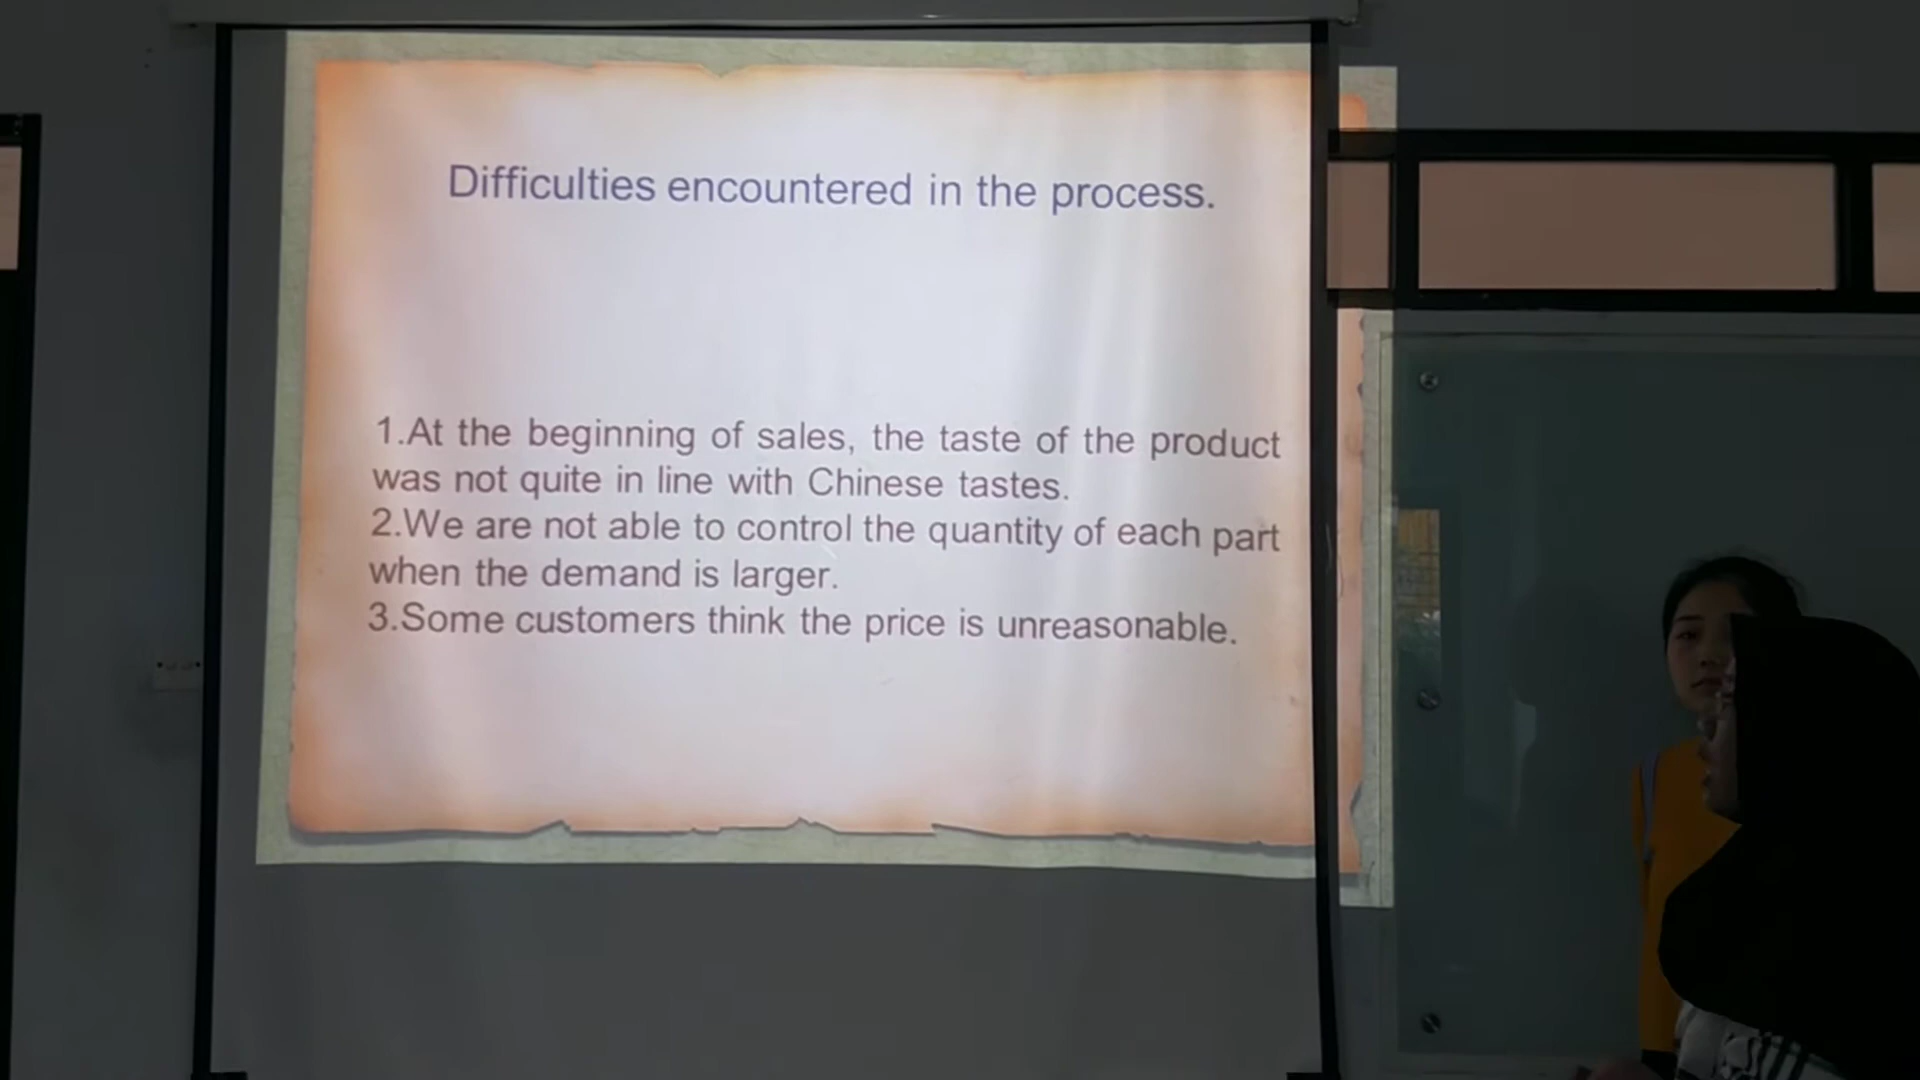 Difficulties encountered in the process.
1.At the beginning of sales, the taste of the product
was not quite in line with Chinese tastes.
2.We are not able to control the quantity of each part
when the demand is larger.
3.Some customers think the price is unreasonable.